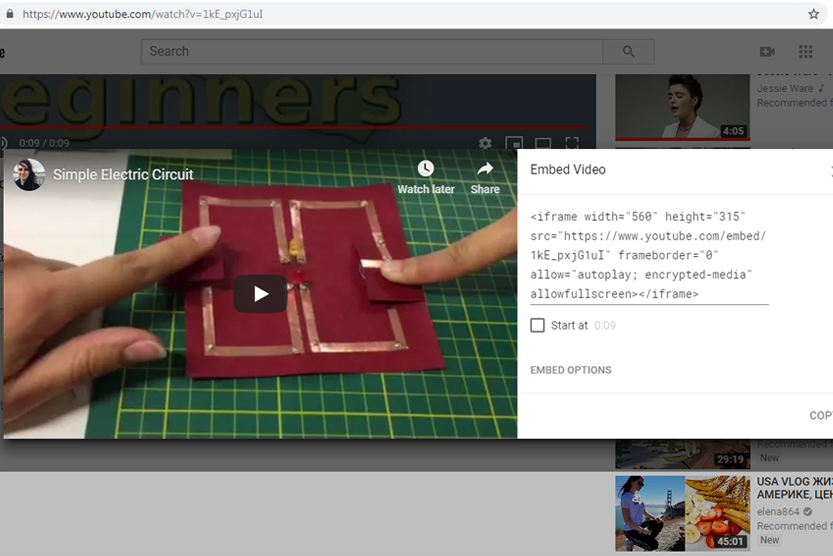 https://www.youtube.com/watch?v=1kE_pxjG1uI
Search
eginners
Jessie Ware
Recommended f
4:05
0:09 / 0:09
Simple Electric Circuit
Watch later
Share
Embed Video
<iframe width="560" height="315"
src="https://www.youtube.com/embed/
1kE_pxjG1uI" frameborder="0"
allow="autoplay; encrypted-media"
allowfullscreen></iframe>
Start at 0:09
EMBED OPTIONS
COP
Recommended f
New
29:19
USA VLOG ЖИЗ
АМЕРИКЕ, ЦЕН
elena864
Recommended f
New
45:01